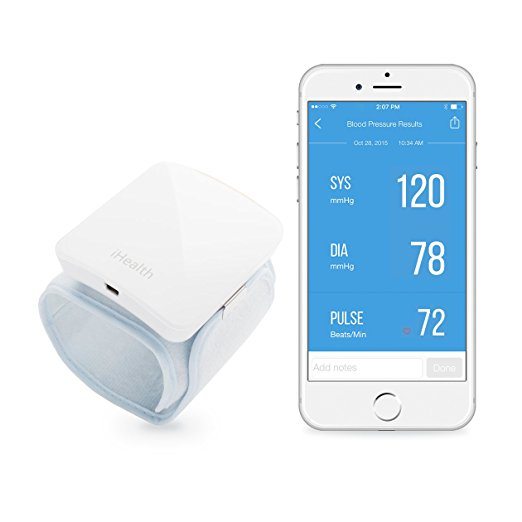 iHealth
2:07 PM
Blood Pressure Results
Oct 28, 2015 10:34 AM
SYS 120
mmHg
DIA 78
mmHg
PULSE 72
Beats/Min
Add notes Done